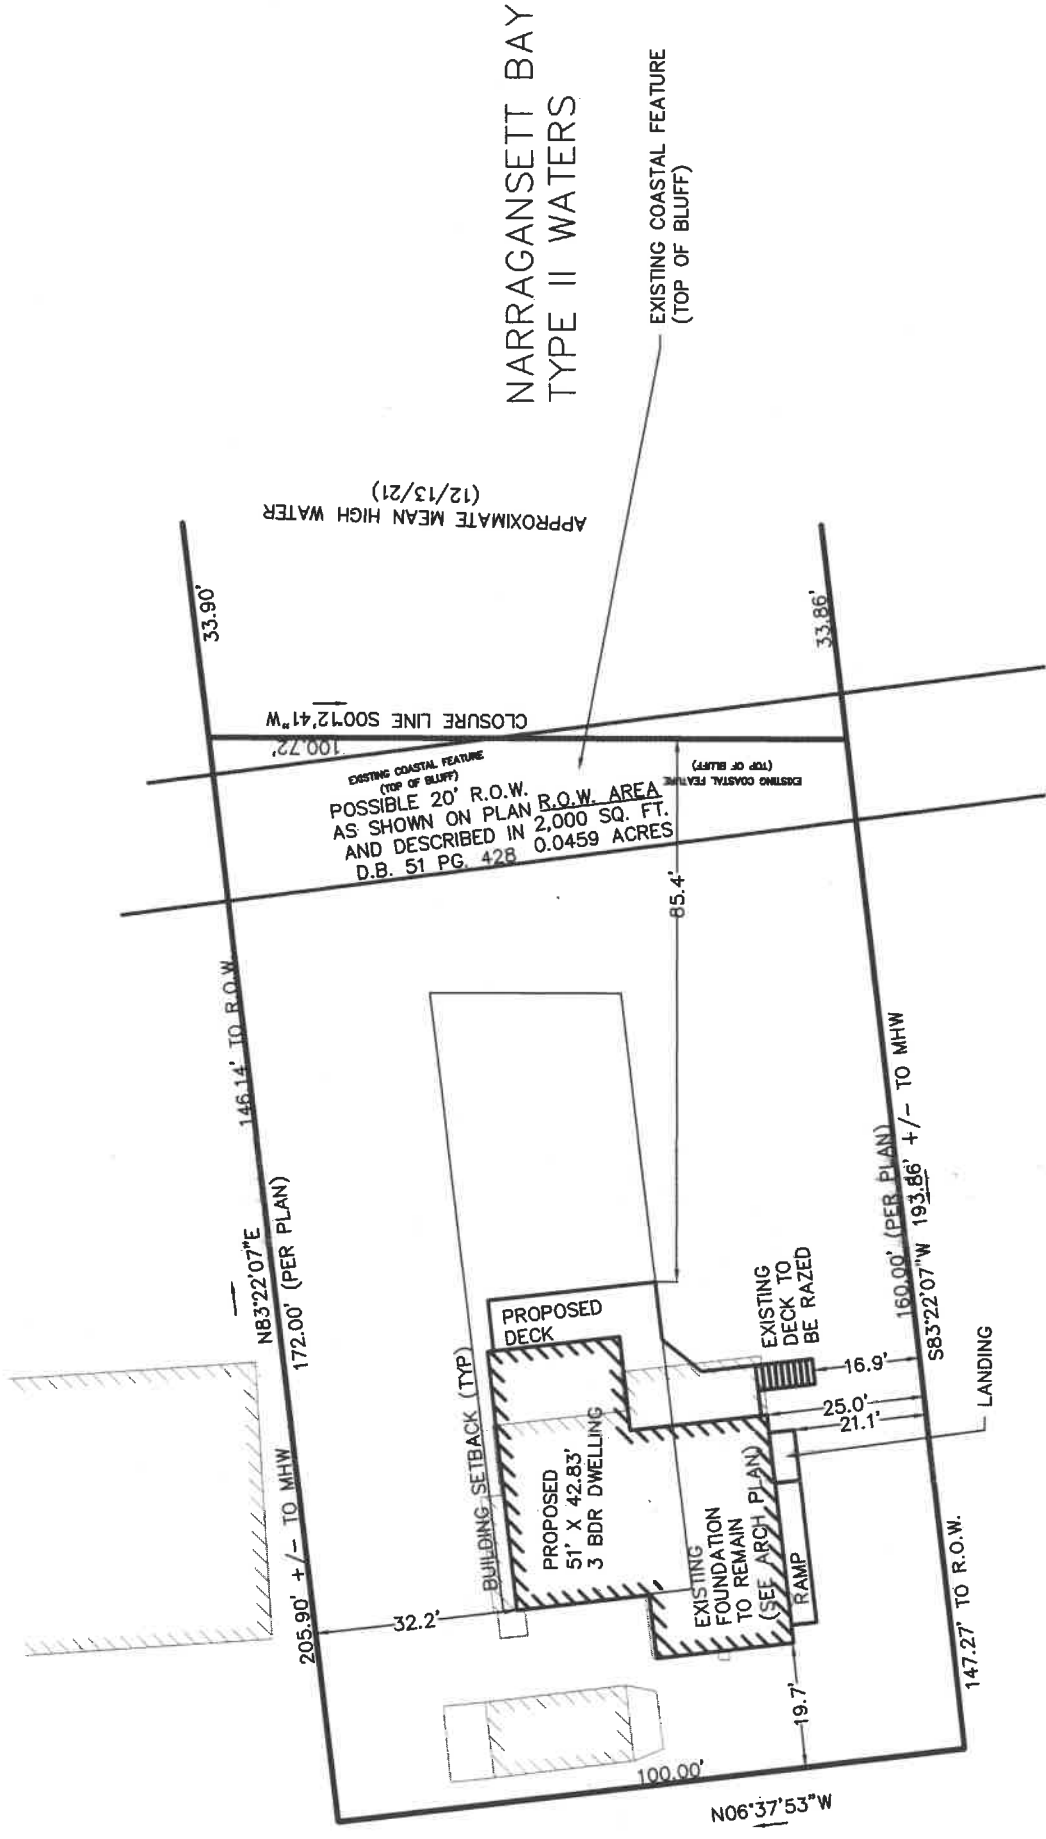 NARRAGANSETT BAY
TYPE II WATERS
EXISTING COASTAL FEATURE
(TOP OF BLUFF)
APPROXIMATE MEAN HIGH WATER
(12/13/21)
33.90'
33.86'
CLOSURE LINE S00°12'41"W
100.72'
EXISTING COASTAL FEATURE
(TOP OF BLUFF)
EXISTING COASTAL FEATURE
(TOP OF BLUFF)
POSSIBLE 20' R.O.W.
AS SHOWN ON PLAN
AND DESCRIBED IN
D.B. 51 PG. 428
R.O.W. AREA
2,000 SQ. FT.
0.0459 ACRES
85.4'
146.14' TO R.O.W.
N83°22'07"E
172.00' (PER PLAN)
205.90' +/- TO MHW
BUILDING SETBACK (TYP)
PROPOSED
DECK
PROPOSED
51' X 42.83'
3 BDR DWELLING
EXISTING
FOUNDATION
TO REMAIN
(SEE ARCH PLAN)
RAMP
EXISTING
DECK TO
BE RAZED
16.9'
25.0'
21.1'
LANDING
160.00' (PER PLAN)
S83°22'07"W 193.86' +/- TO MHW
147.27' TO R.O.W.
32.2'
19.7'
100.00'
N06°37'53"W